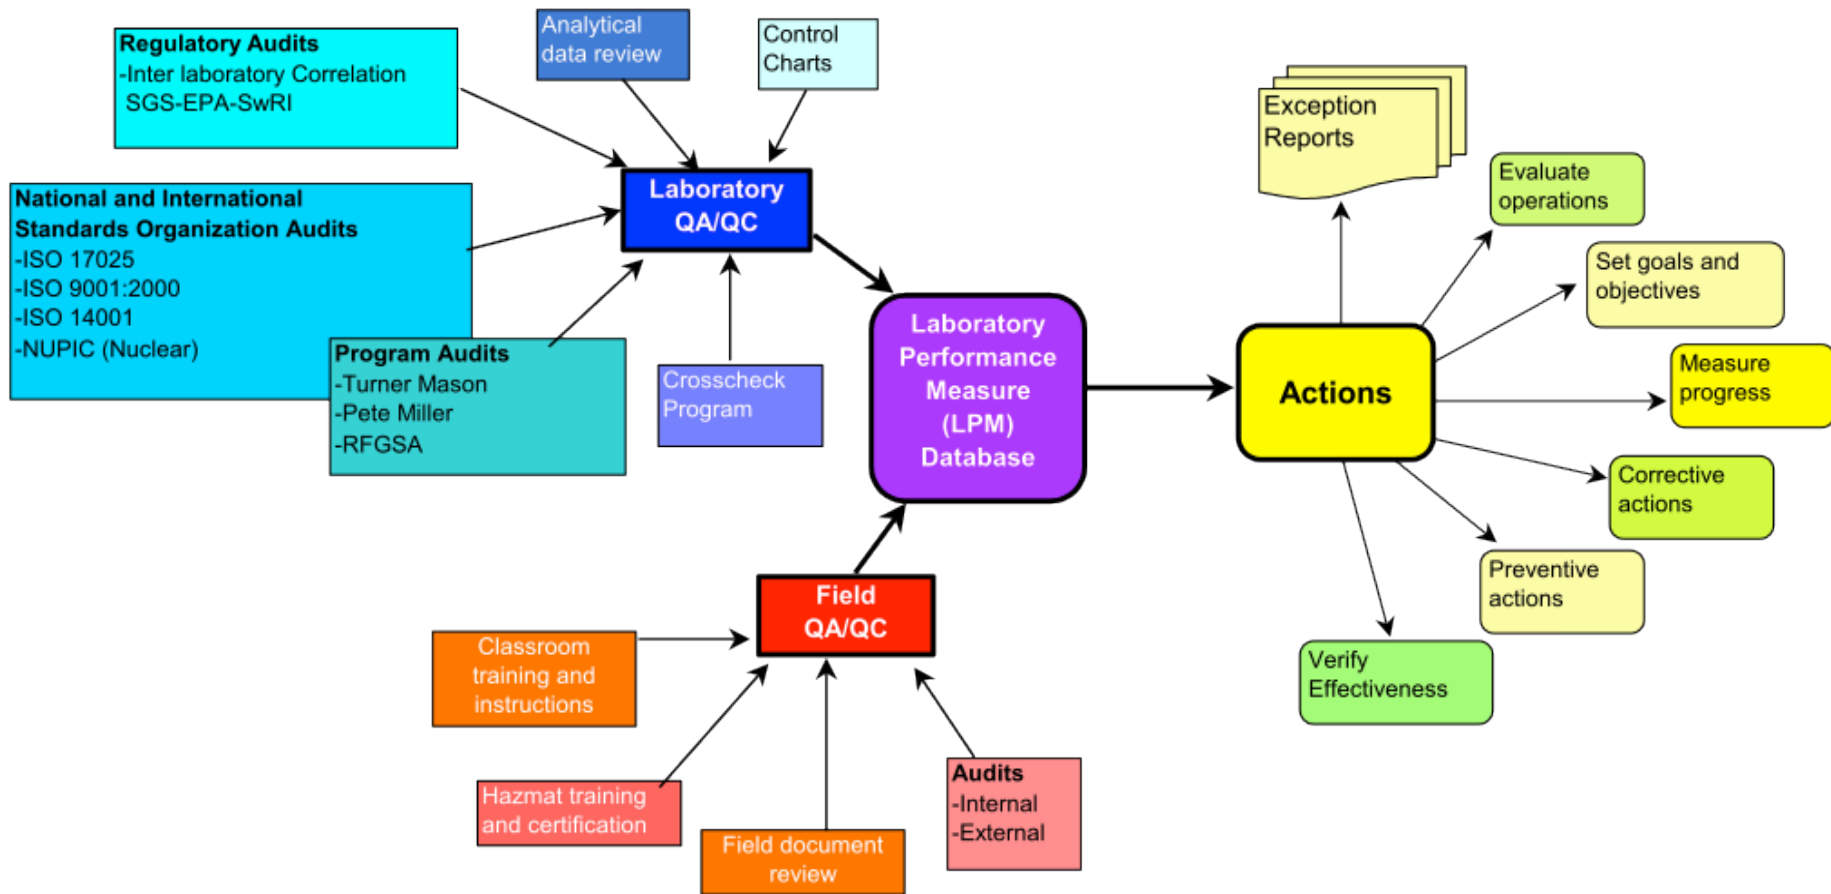 Regulatory Audits
-Inter laboratory Correlation
SGS-EPA-SwRI
Analytical
data review
Control
Charts
National and International
Standards Organization Audits
-ISO 17025
-ISO 9001:2000
-ISO 14001
-NUPIC (Nuclear)
Program Audits
-Turner Mason
-Pete Miller
-RFGSA
Crosscheck
Program
Laboratory
QA/QC
Laboratory
Performance
Measure
(LPM)
Database
Field
QA/QC
Classroom
training and
instructions
Hazmat training
and certification
Field document
review
Audits
-Internal
-External
Actions
Exception
Reports
Evaluate
operations
Set goals and
objectives
Measure
progress
Corrective
actions
Preventive
actions
Verify
Effectiveness